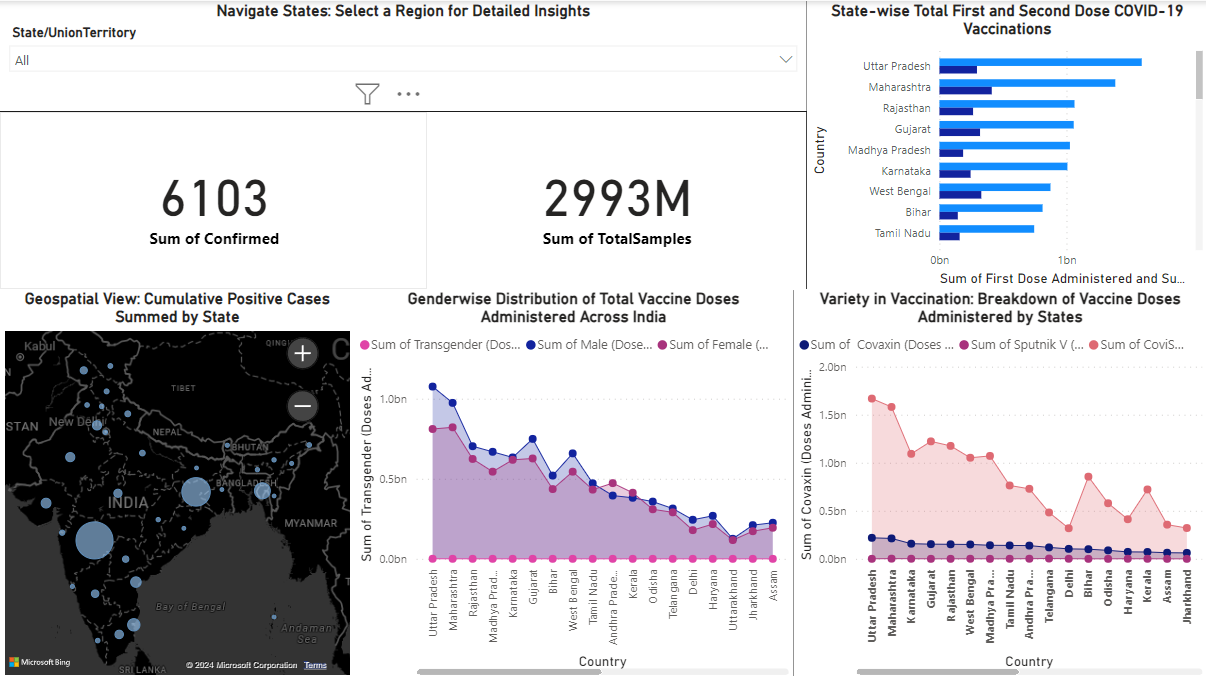 Navigate States: Select a Region for Detailed Insights
State/UnionTerritory
All
6103
Sum of Confirmed
2993M
Sum of TotalSamples
State-wise Total First and Second Dose COVID-19
Vaccinations
Country
Uttar Pradesh
Maharashtra
Rajasthan
Gujarat
Madhya Pradesh
Karnataka
West Bengal
Bihar
Tamil Nadu
0bn 1bn
Sum of First Dose Administered and Su...
Geospatial View: Cumulative Positive Cases
Summed by State
Kabul
QINGH
C
TIBET
STAN
New Delhi
NEPAL
BHUTAN
BANGLADESH
INDIA
MYANMAR
Bay of Bengal
Andaman
Sea
SRI LANKA
Microsoft Bing
© 2024 Microsoft Corporation Terms
Genderwise Distribution of Total Vaccine Doses
Administered Across India
Sum of Transgender (Dos... Sum of Male (Dose... Sum of Female (...
Sum of Transgender (Doses Ad...
1.0bn
0.5bn
0.0bn
Uttar Pradesh
Maharashtra
Rajasthan
Madhya Prad...
Karnataka
Gujarat
Bihar
West Bengal
Tamil Nadu
Andhra Prade...
Kerala
Odisha
Telangana
Delhi
Haryana
Uttarakhand
Jharkhand
Assam
Country
Variety in Vaccination: Breakdown of Vaccine Doses
Administered by States
Sum of Covaxin (Doses ... Sum of Sputnik V (... Sum of CoviS...
Sum of Covaxin (Doses Admini...
2.0bn
1.5bn
1.0bn
0.5bn
0.0bn
Uttar Pradesh
Maharashtra
Karnataka
Gujarat
Rajasthan
West Bengal
Madhya Pra...
Tamil Nadu
Andhra Pra...
Telangana
Delhi
Bihar
Odisha
Haryana
Kerala
Assam
Jharkhand
Country